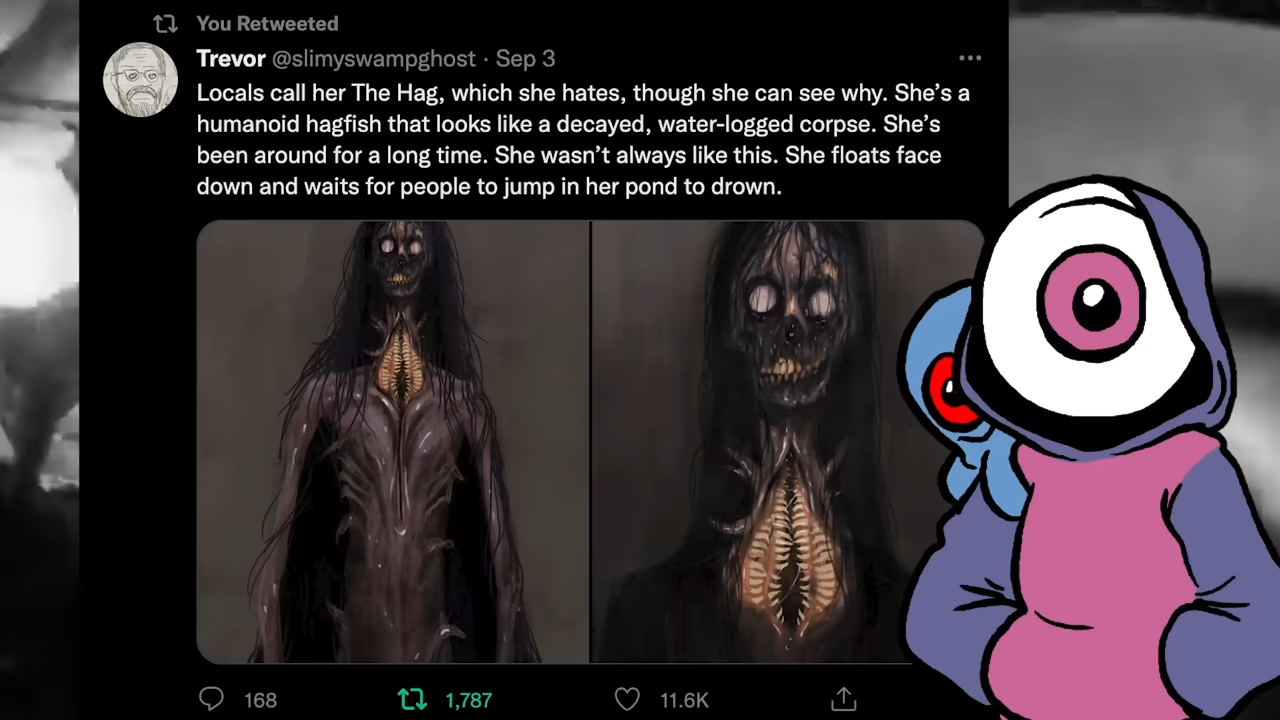 You Retweeted
Trevor @slimyswampghost · Sep 3
Locals call her The Hag, which she hates, though she can see why. She’s a
humanoid hagfish that looks like a decayed, water-logged corpse. She’s
been around for a long time. She wasn’t always like this. She floats face
down and waits for people to jump in her pond to drown.
168 1,787 11.6K